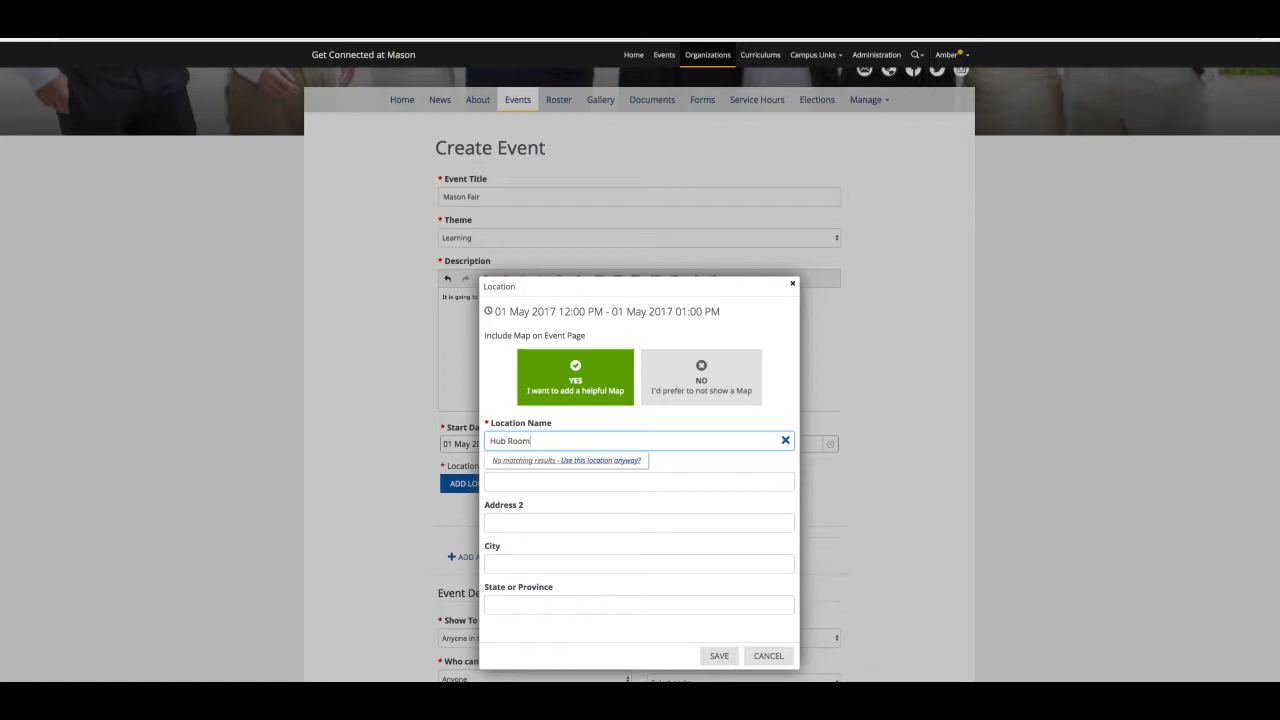 Get Connected at Mason
Home Events Organizations Curriculums Campus Links Administration Amber
Home News About Events Roster Gallery Documents Forms Service Hours Elections Manage
Create Event
* Event Title
Mason Fair
* Theme
Learning
* Description
It is going to
Location
01 May 2017 12:00 PM - 01 May 2017 01:00 PM
Include Map on Event Page
YES
I want to add a helpful Map
NO
I'd prefer to not show a Map
* Location Name
Hub Room
No matching results - Use this location anyway?
Address 2
City
State or Province
SAVE CANCEL
* Start Da
01 May 20
* Location
ADD LO
ADD A
Event De
* Show To
Anyone in t
* Who can
Anyone